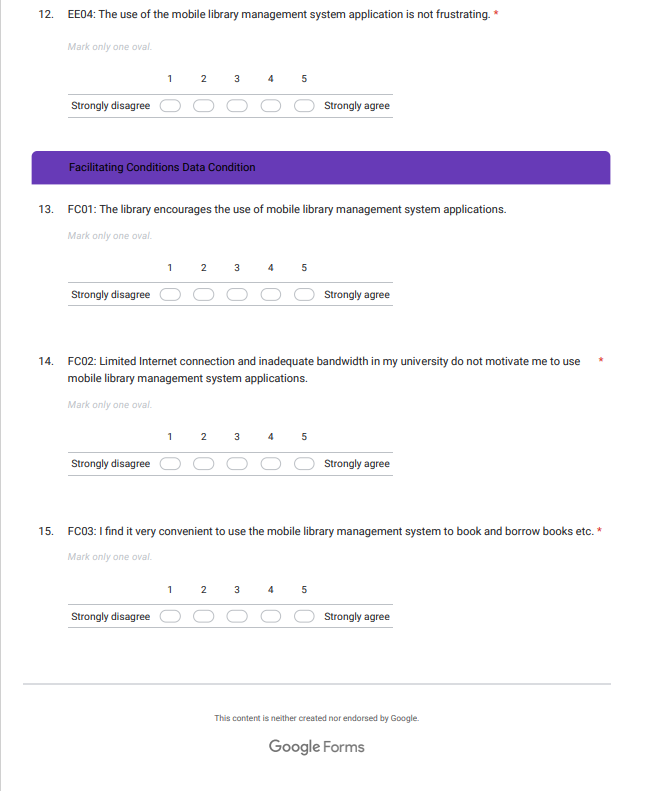 12. EE04: The use of the mobile library management system application is not frustrating. *
Mark only one oval.
1 2 3 4 5
Strongly disagree Strongly agree
Facilitating Conditions Data Condition
13. FC01: The library encourages the use of mobile library management system applications.
Mark only one oval.
1 2 3 4 5
Strongly disagree Strongly agree
14. FC02: Limited Internet connection and inadequate bandwidth in my university do not motivate me to use *
mobile library management system applications.
Mark only one oval.
1 2 3 4 5
Strongly disagree Strongly agree
15. FC03: I find it very convenient to use the mobile library management system to book and borrow books etc. *
Mark only one oval.
1 2 3 4 5
Strongly disagree Strongly agree
This content is neither created nor endorsed by Google.
Google Forms